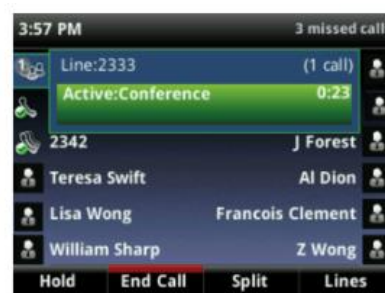 3:57 PM 3 missed call
1
Line:2333 (1 call)
Active:Conference 0:23
2342 J Forest
Teresa Swift Al Dion
Lisa Wong Francois Clement
William Sharp Z Wong
Hold End Call Split Lines